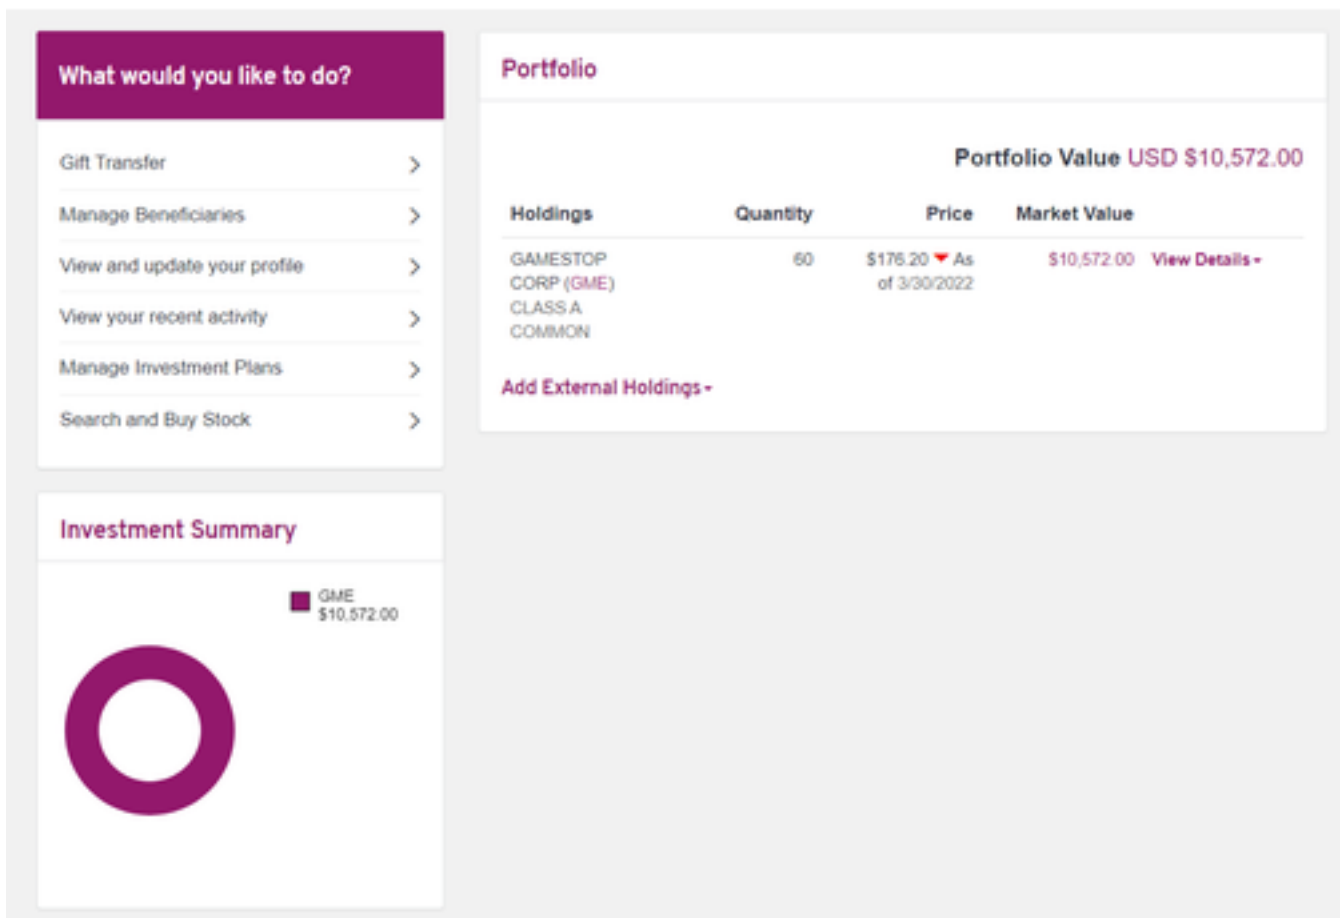 What would you like to do?
Gift Transfer
Manage Beneficiaries
View and update your profile
View your recent activity
Manage Investment Plans
Search and Buy Stock
Investment Summary
GME
$10,572.00
Portfolio
Portfolio Value USD $10,572.00
Holdings Quantity Price Market Value
GAMESTOP 60 $176.20 As $10,572.00 View Details
CORP (GME) of 3/30/2022
CLASS A
COMMON
Add External Holdings